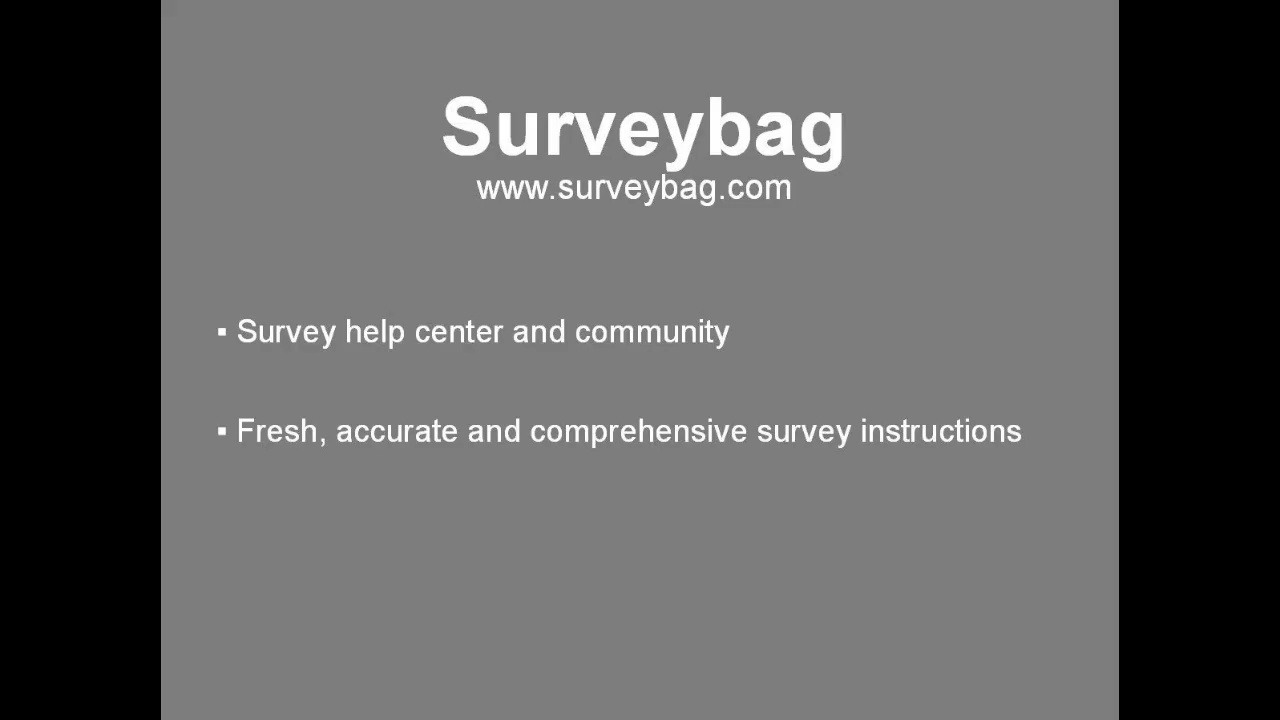 Surveybag
www.surveybag.com
▪ Survey help center and community
▪ Fresh, accurate and comprehensive survey instructions